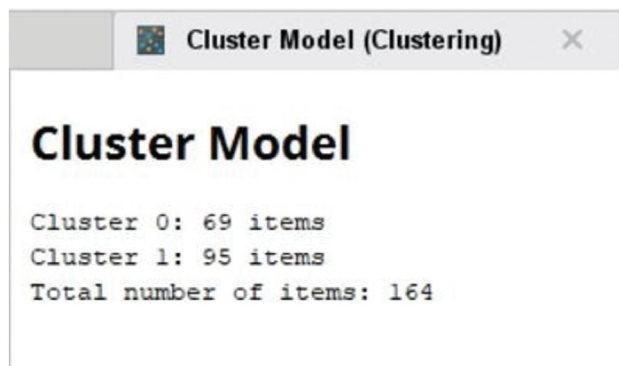 Cluster Model (Clustering)
Cluster Model
Cluster 0: 69 items
Cluster 1: 95 items
Total number of items: 164